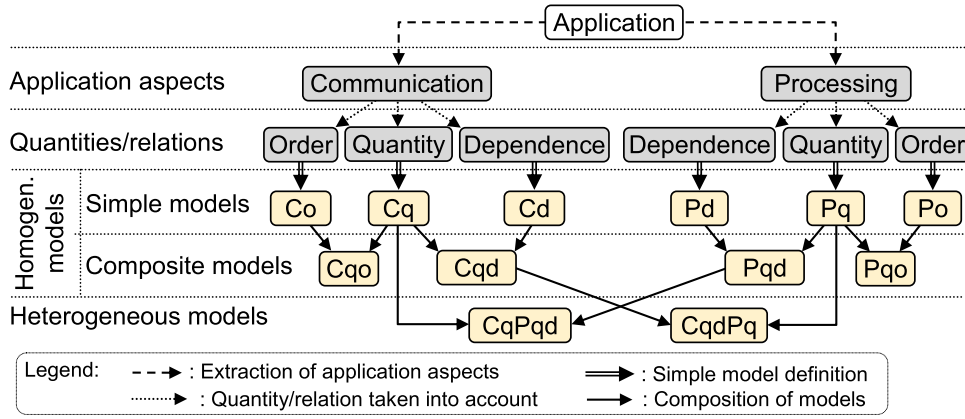 Application
Application aspects Communication Processing
Quantities/relations Order Quantity Dependence Dependence Quantity Order
Homogen. models
Simple models Co Cq Cd Pd Pq Po
Composite models Cqo Cqd Pqd Pqo
Heterogeneous models CqPqd CqdPq
Legend: : Extraction of application aspects : Simple model definition
: Quantity/relation taken into account : Composition of models